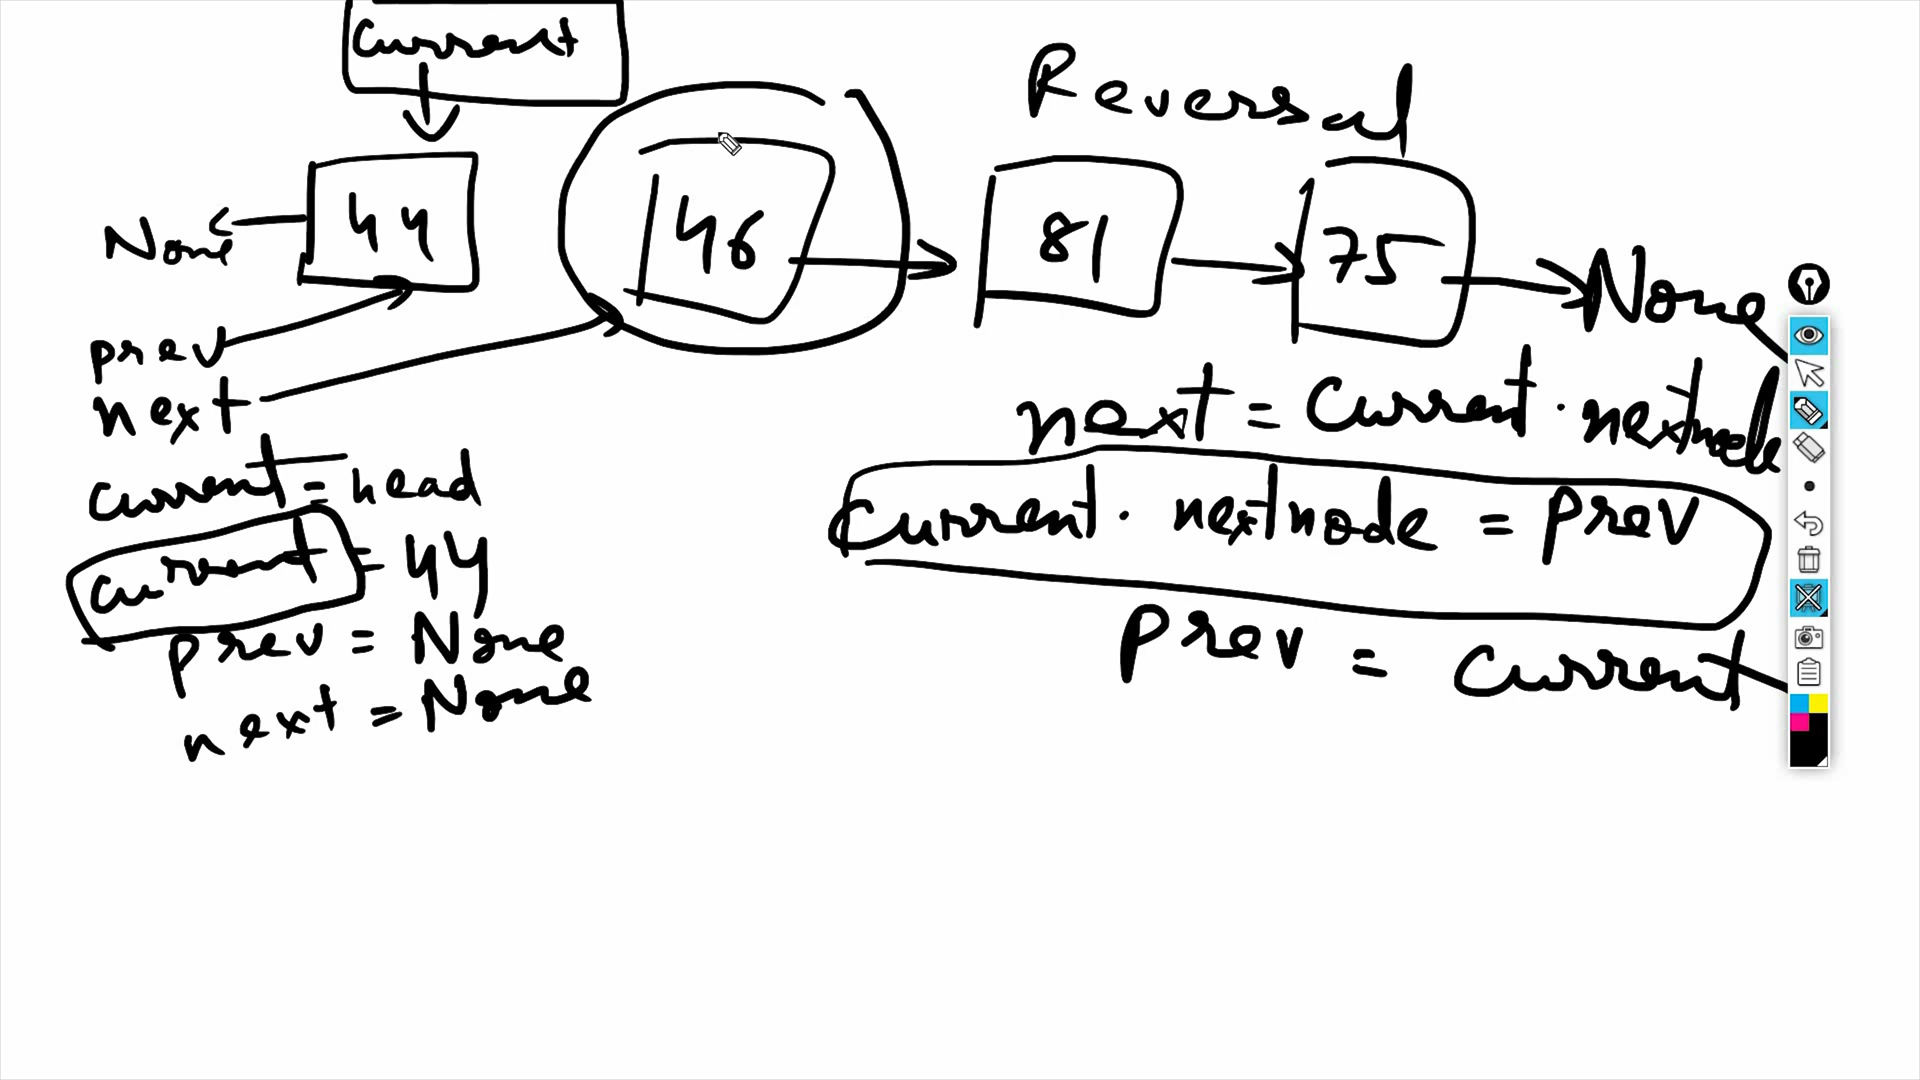 Current
Reversal
None 44 46 81 75 None
prev
next
next = Current.nextnode
current = head
Current.nextnode = prev
current = 44
prev = None
prev = Current
next = None